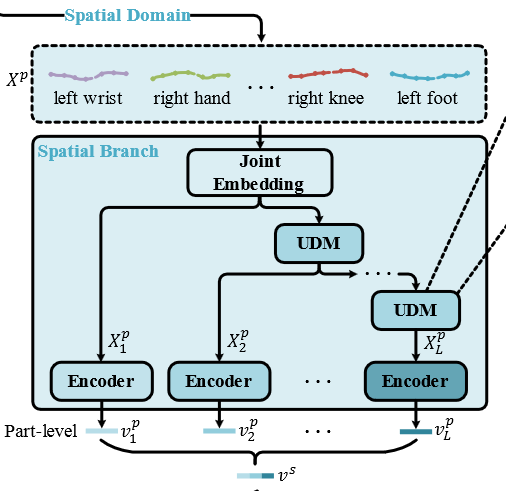 Spatial Domain
X^p
left wrist right hand ... right knee left foot
Spatial Branch
Joint
Embedding
UDM
...
UDM
X_1^p X_2^p X_L^p
Encoder Encoder ... Encoder
Part-level v_1^p v_2^p ... v_L^p
v^s